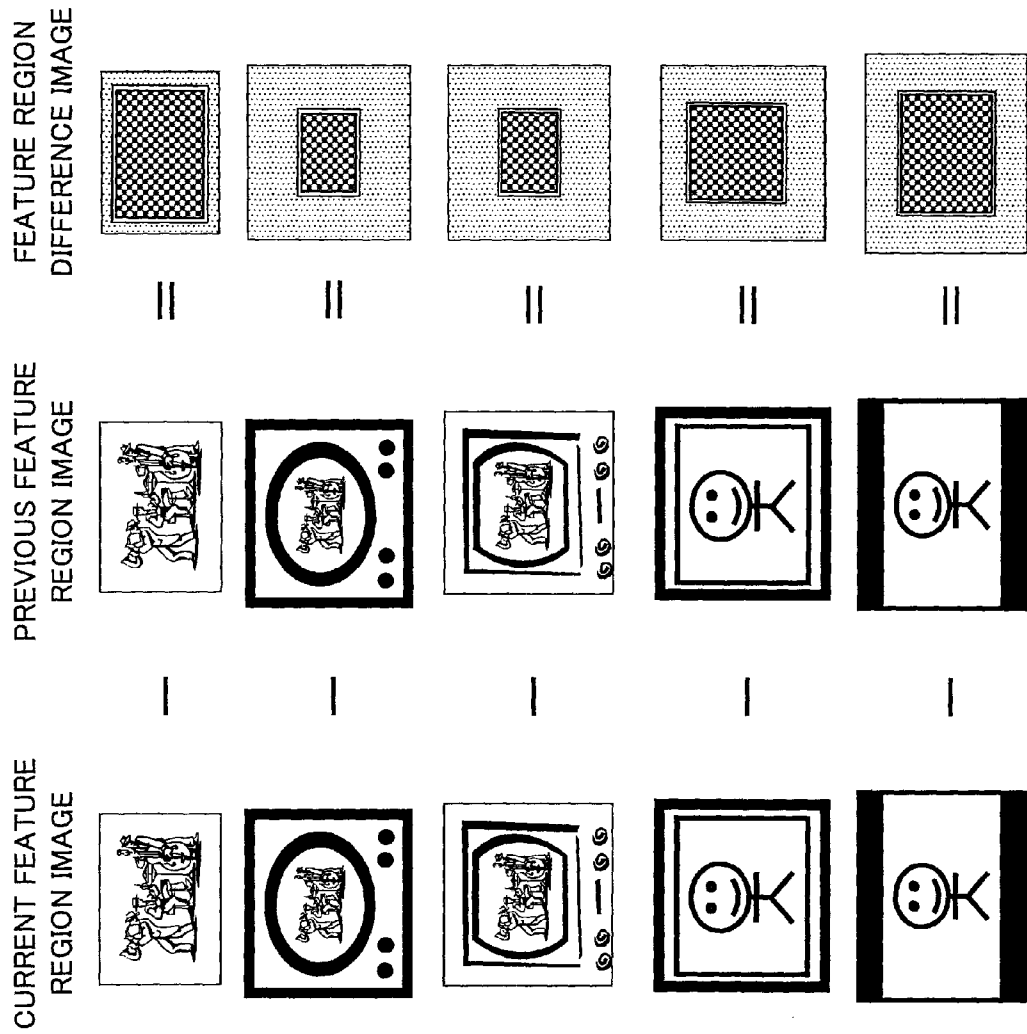 CURRENT FEATURE
REGION IMAGE
PREVIOUS FEATURE
REGION IMAGE
FEATURE REGION
DIFFERENCE IMAGE